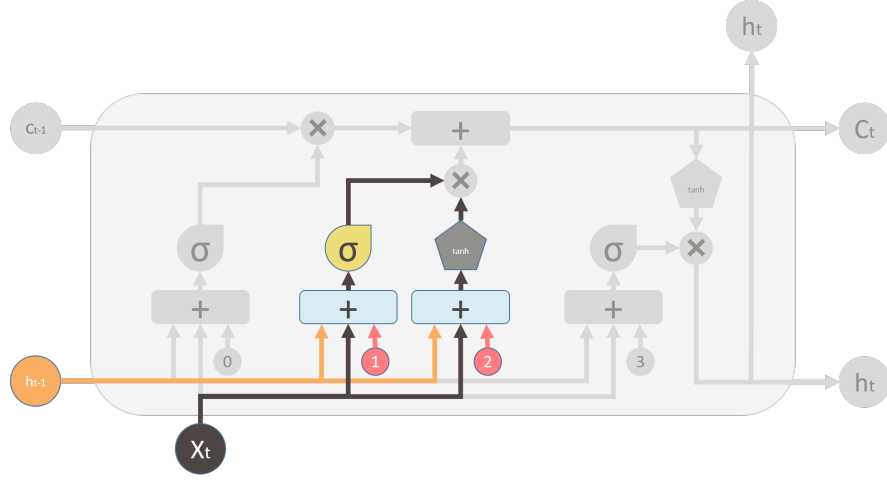 ht
Ct-1
×
+
Ct
×
tanh
σ
σ
tanh
σ
×
+
+
+
+
0
1
2
3
ht-1
ht
Xt